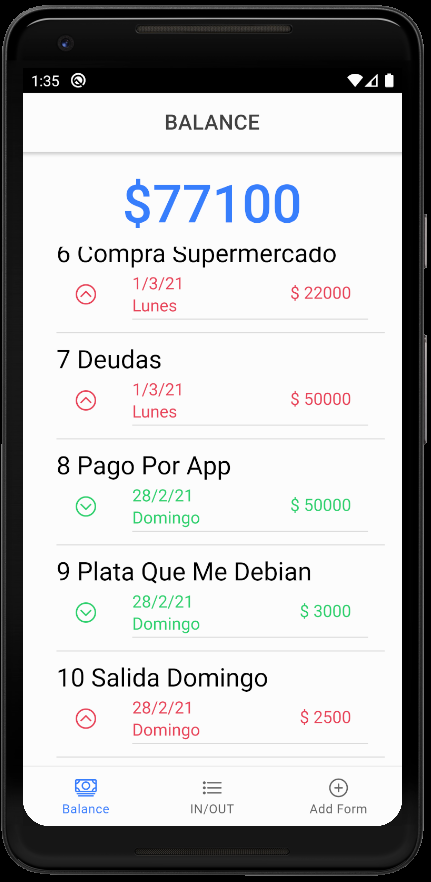 1:35
BALANCE
$77100
6 Compra Supermercado
1/3/21
Lunes
$ 22000
7 Deudas
1/3/21
Lunes
$ 50000
8 Pago Por App
28/2/21
Domingo
$ 50000
9 Plata Que Me Debian
28/2/21
Domingo
$ 3000
10 Salida Domingo
28/2/21
Domingo
$ 2500
Balance
IN/OUT
Add Form